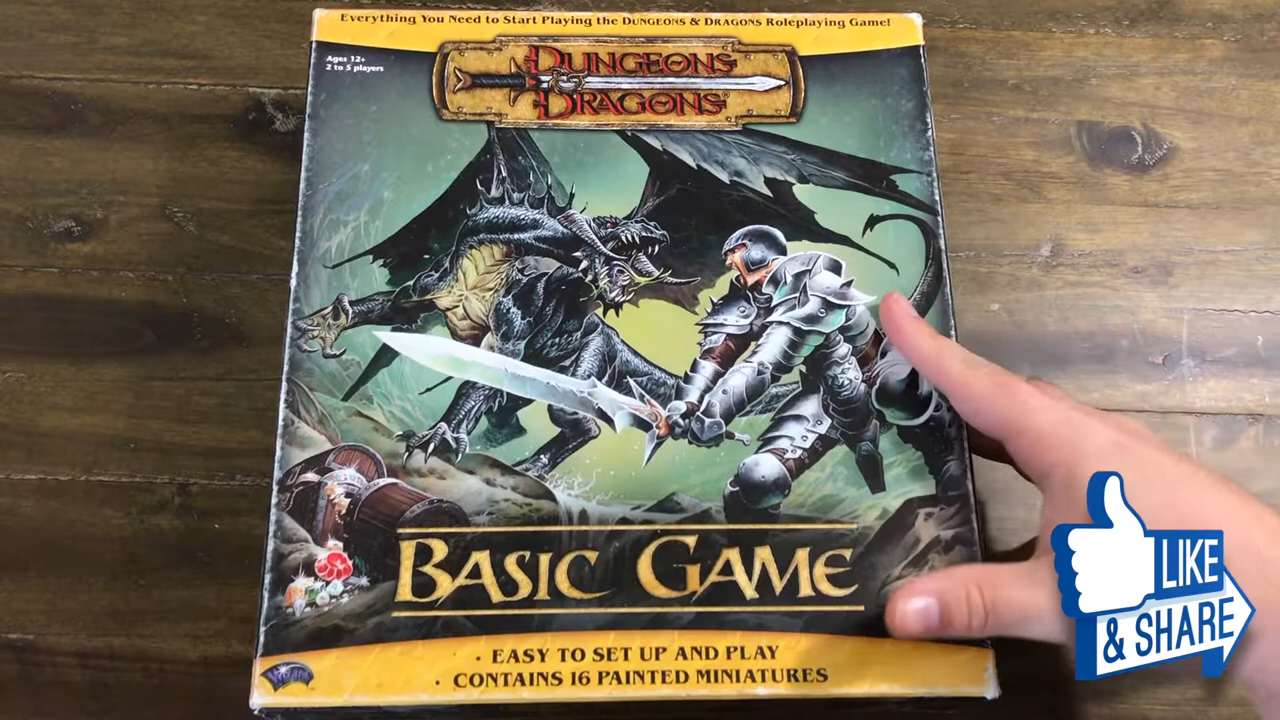 Everything You Need to Start Playing the DUNGEONS & DRAGONS Roleplaying Game!
Ages 12+
2 to 5 players
DUNGEONS
DRAGONS
BASIC GAME
• EASY TO SET UP AND PLAY
• CONTAINS 16 PAINTED MINIATURES
LIKE
& SHARE